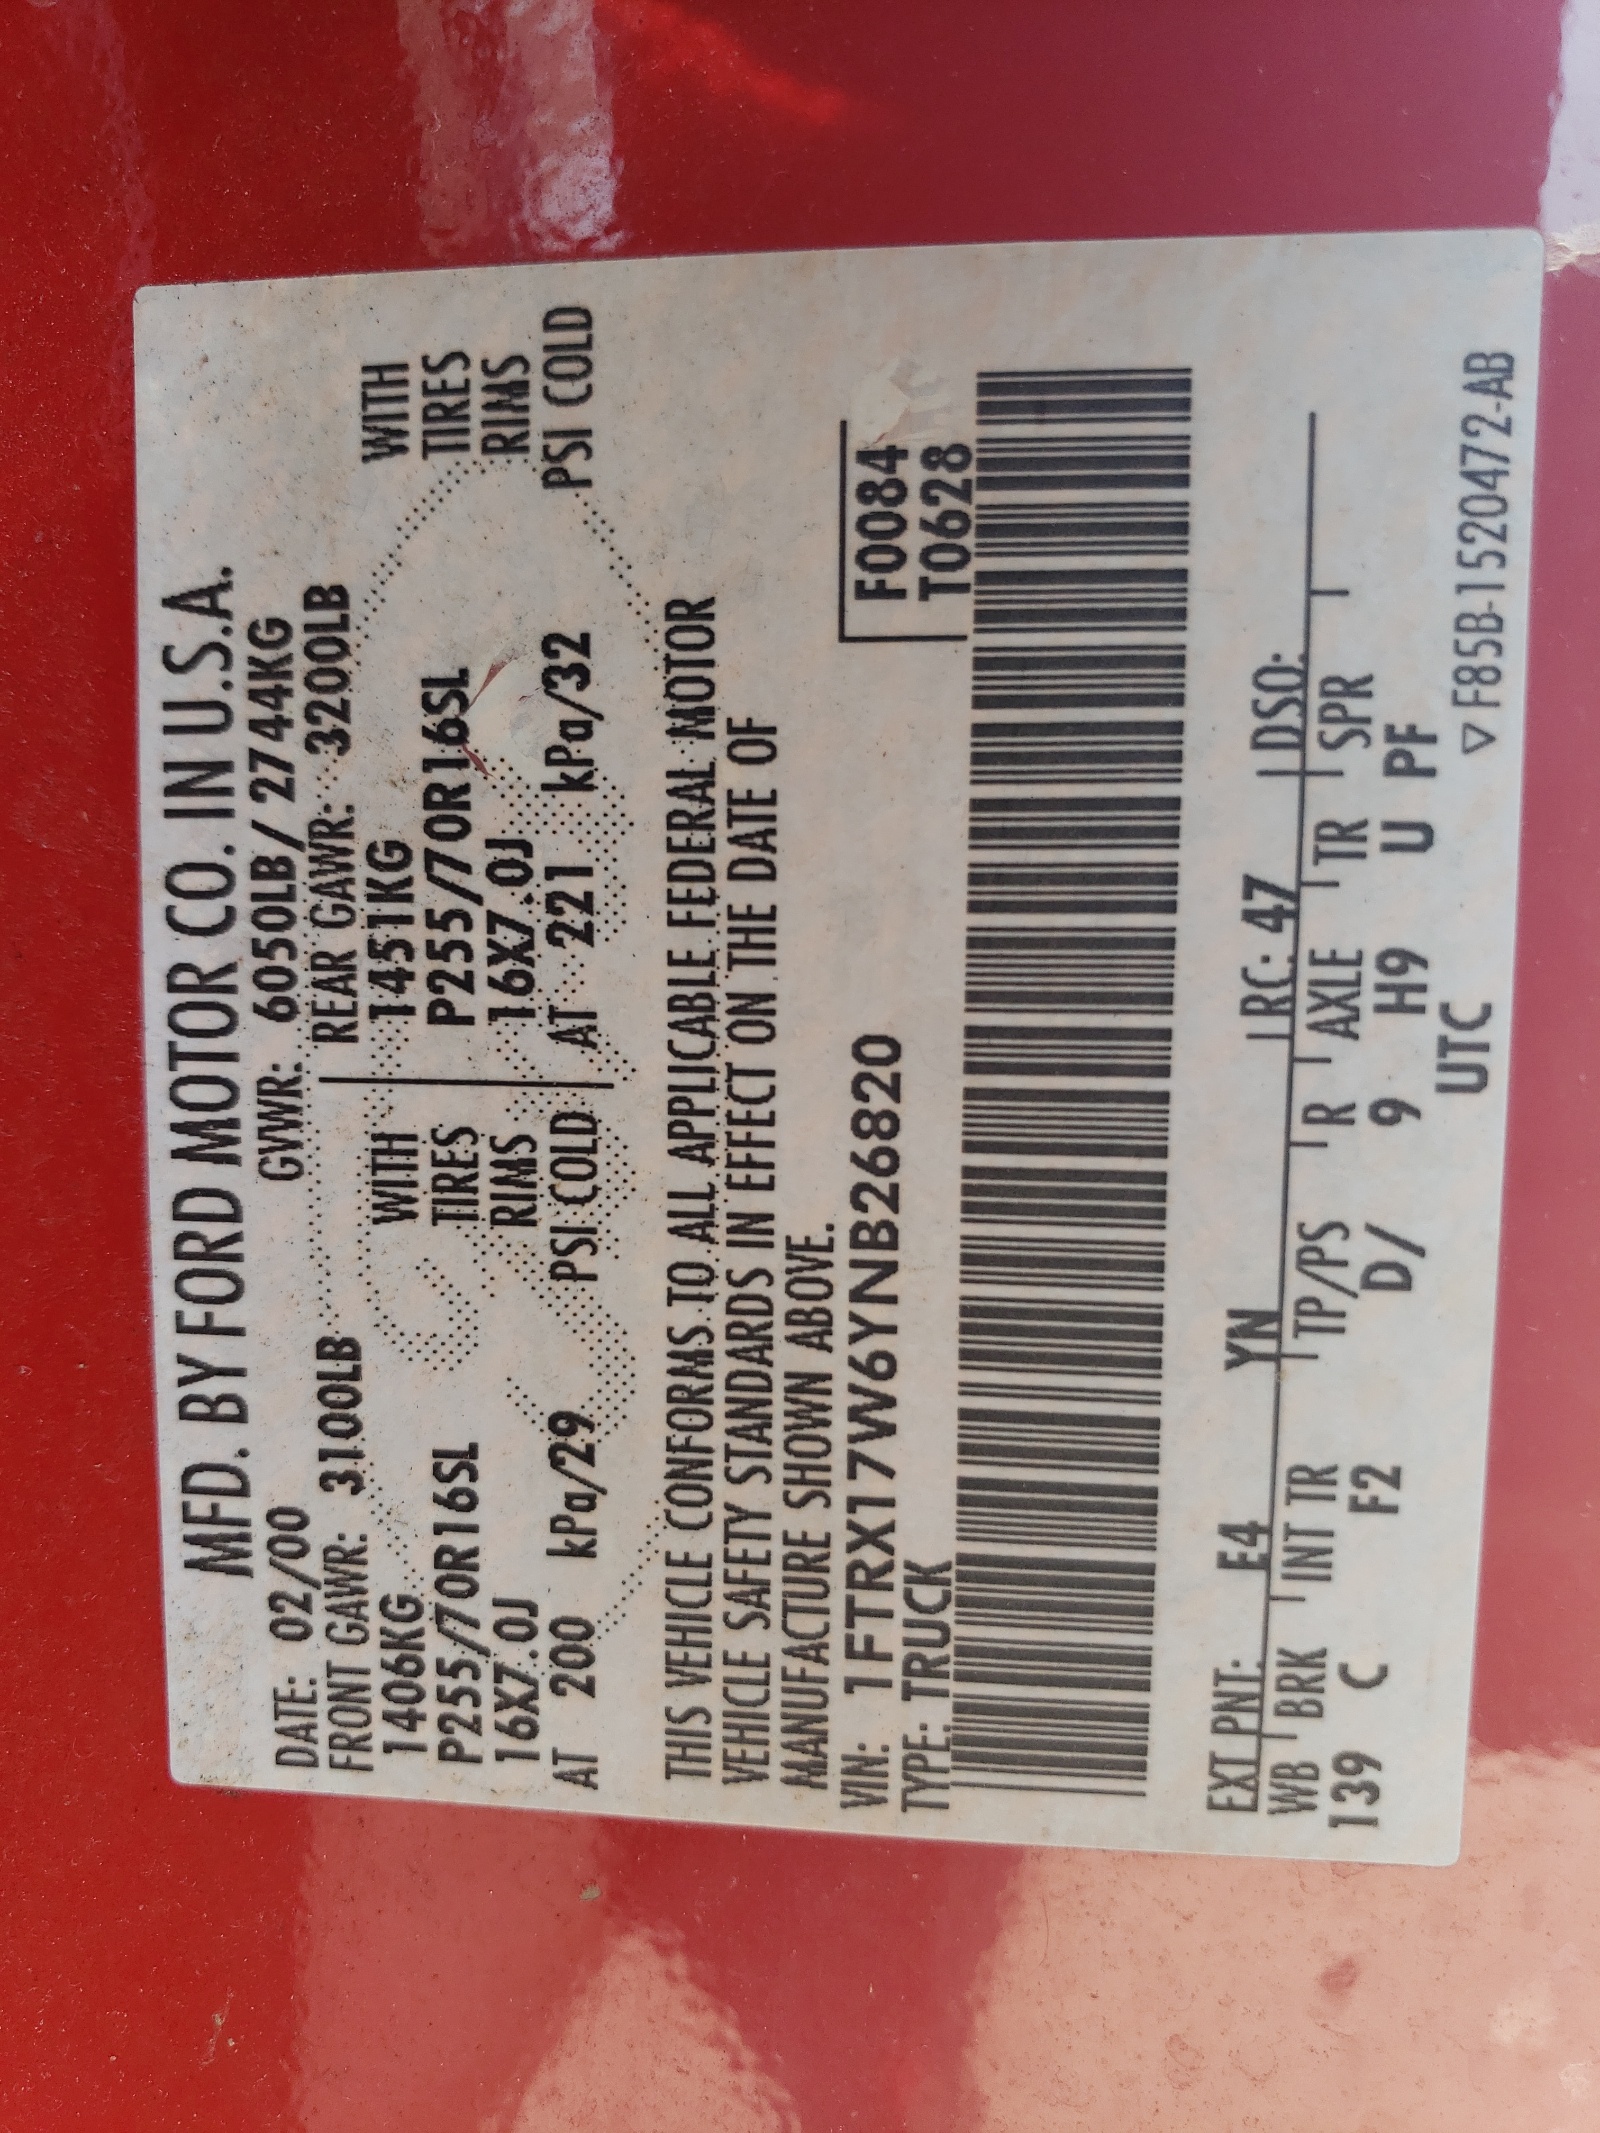 MFD. BY FORD MOTOR CO. IN U.S.A.
DATE: 02/00 GVWR: 6050LB/ 2744KG
FRONT GAWR: 3100LB REAR GAWR: 3200LB
1406KG WITH 1451KG WITH
P255/70R16SL TIRES P255/70R16SL TIRES
16X7.0J RIMS 16X7.0J RIMS
AT 200 kPa/29 PSI COLD AT 221 kPa/32 PSI COLD
THIS VEHICLE CONFORMS TO ALL APPLICABLE FEDERAL MOTOR
VEHICLE SAFETY STANDARDS IN EFFECT ON THE DATE OF
MANUFACTURE SHOWN ABOVE.
VIN: 1FTRX17W6YNB26820 F0084
TYPE: TRUCK T0628
EXT PNT: E4 YN RC: 47 DSO:
WB BRK INT TR TP/PS R AXLE TR SPR
139 C F2 D/ 9 H9 U U PF
UTC
▽ F85B-1520472-AB